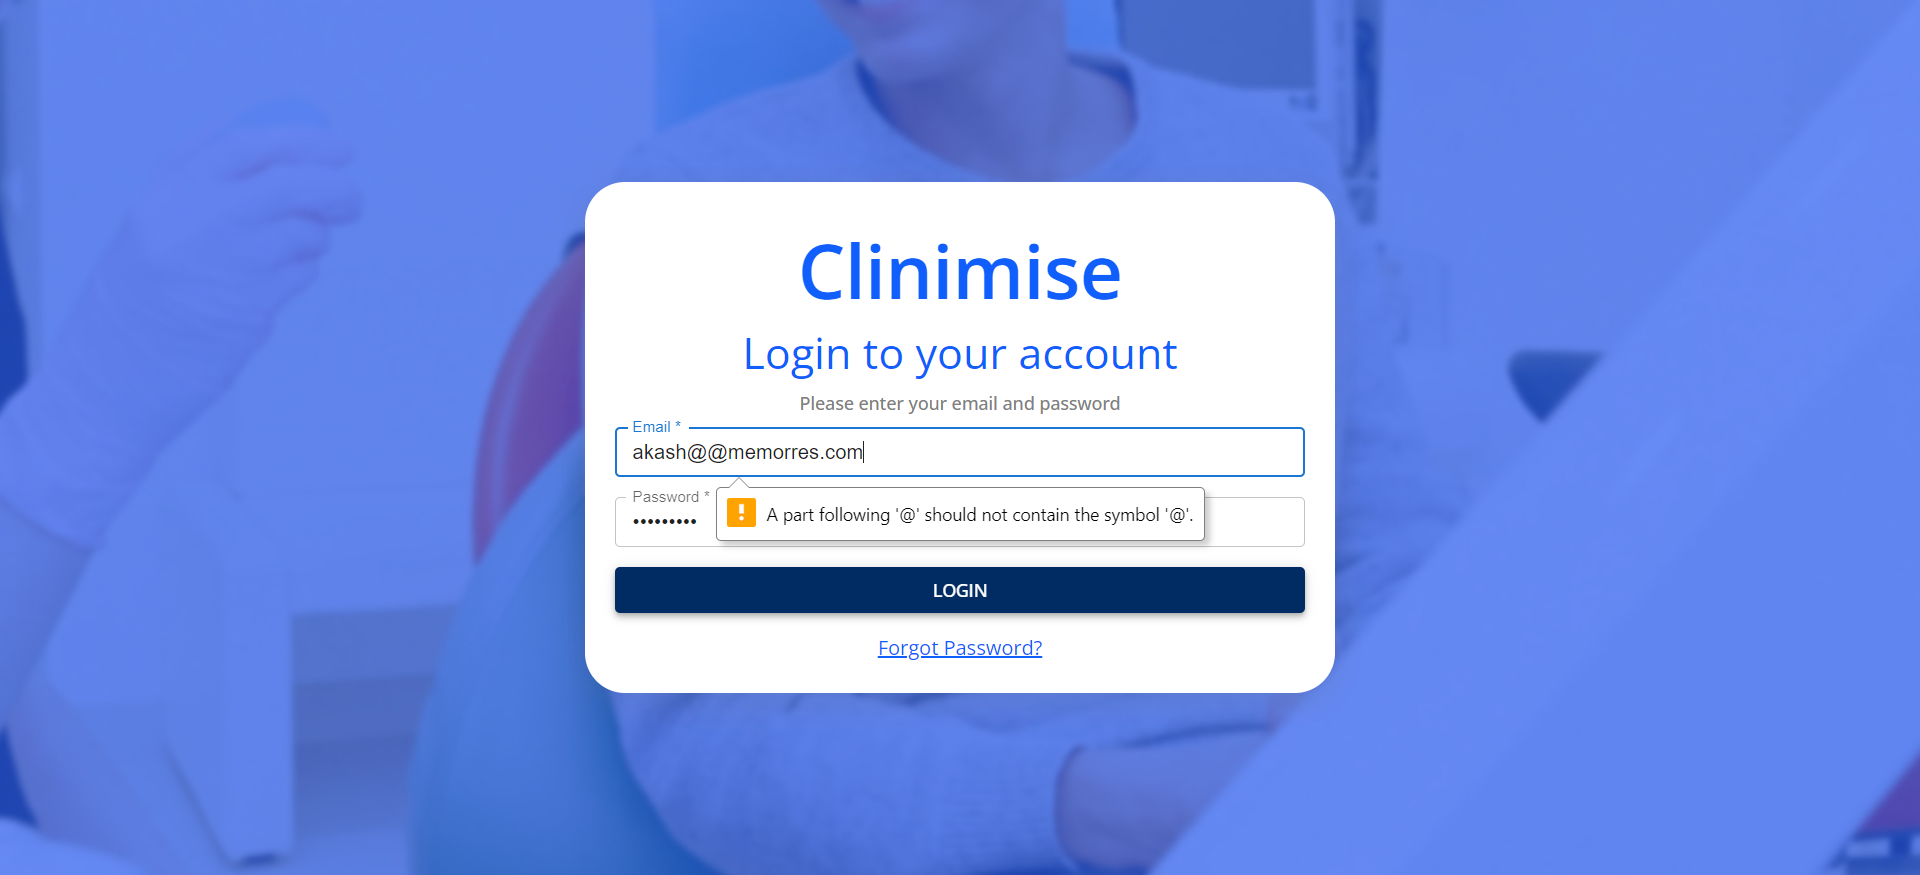 Clinimise
Login to your account
Please enter your email and password
Email *
akash@@memorres.com
Password *
•••••••••
A part following '@' should not contain the symbol '@'.
LOGIN
Forgot Password?